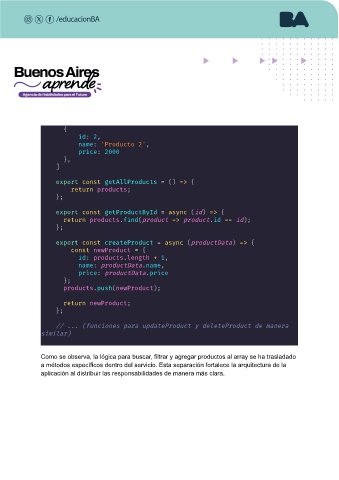 /educacionBA
BA
Buenos Aires
aprende
Agencia de Habilidades para el Futuro
{
id: 2,
name: 'Producto 2',
price: 2000
},
]
export const getAllProducts = () => {
return products;
};
export const getProductById = async (id) => {
return products.find(product => product.id == id);
};
export const createProduct = async (productData) => {
const newProduct = {
id: products.length + 1,
name: productData.name,
price: productData.price
};
products.push(newProduct);
return newProduct;
};
// ... (funciones para updateProduct y deleteProduct de manera
similar)
Como se observa, la lógica para buscar, filtrar y agregar productos al array se ha trasladado
a métodos específicos dentro del servicio. Esta separación fortalece la arquitectura de la
aplicación al distribuir las responsabilidades de manera más clara.